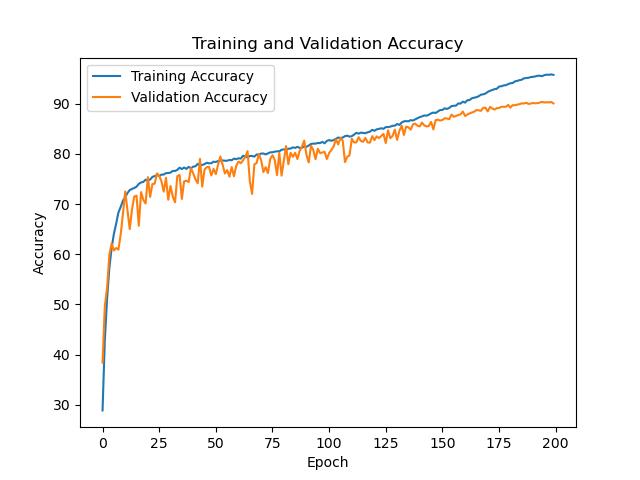 Training and Validation Accuracy
Training Accuracy
Validation Accuracy
90
80
70
60
50
40
30
Accuracy
0 25 50 75 100 125 150 175 200
Epoch